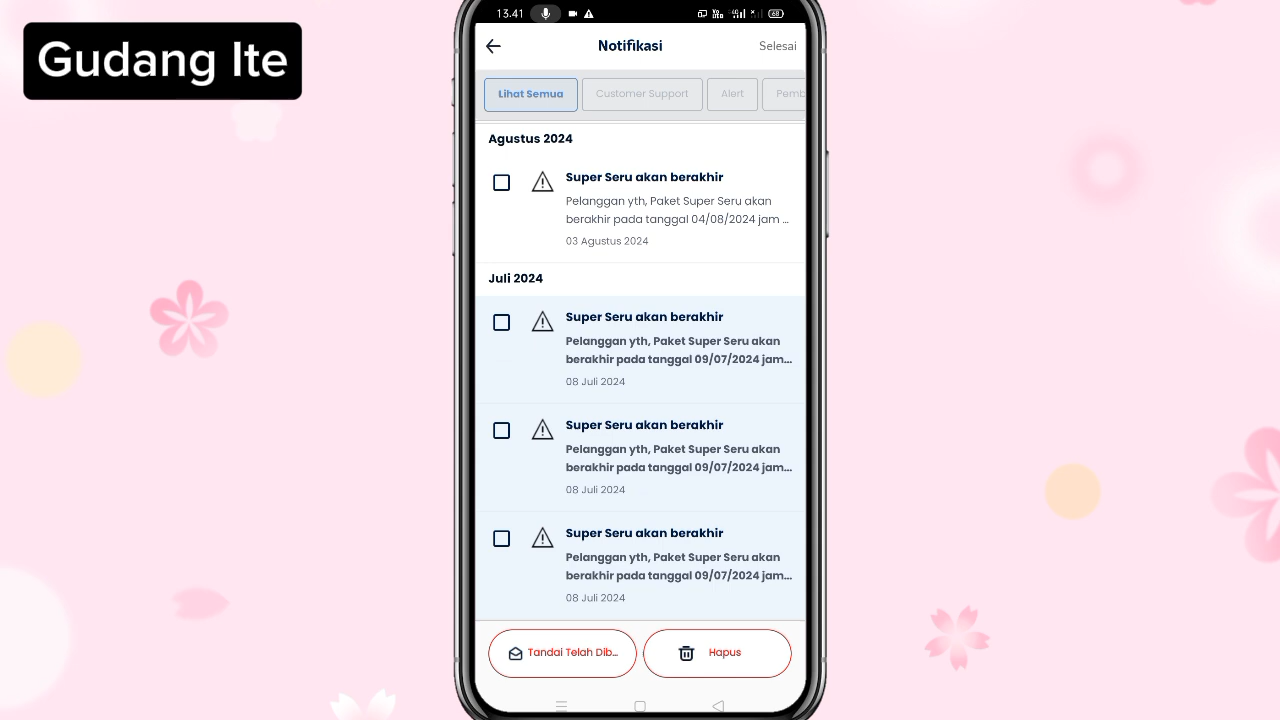 Gudang Ite
13.41
68
Notifikasi
Selesai
Lihat Semua
Customer Support
Alert
Pemb
Agustus 2024
Super Seru akan berakhir
Pelanggan yth, Paket Super Seru akan
berakhir pada tanggal 04/08/2024 jam ...
03 Agustus 2024
Juli 2024
Super Seru akan berakhir
Pelanggan yth, Paket Super Seru akan
berakhir pada tanggal 09/07/2024 jam...
08 Juli 2024
Super Seru akan berakhir
Pelanggan yth, Paket Super Seru akan
berakhir pada tanggal 09/07/2024 jam...
08 Juli 2024
Super Seru akan berakhir
Pelanggan yth, Paket Super Seru akan
berakhir pada tanggal 09/07/2024 jam...
08 Juli 2024
Tandai Telah Dib...
Hapus